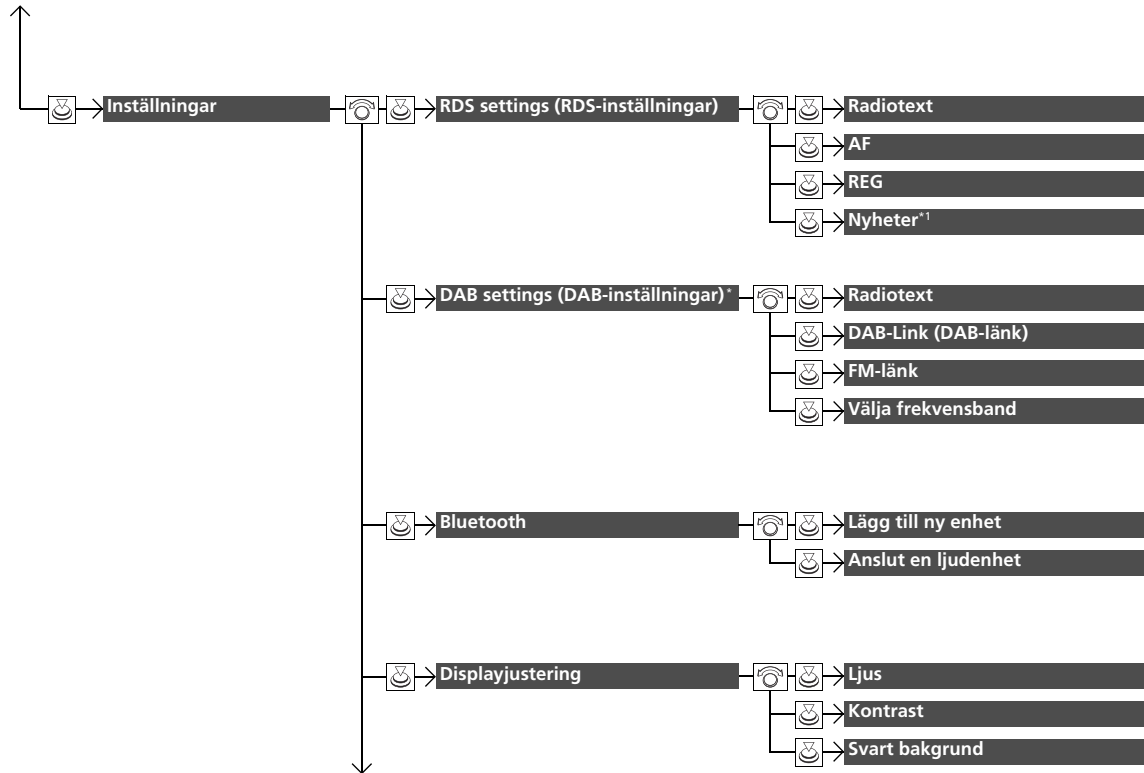 Inställningar
RDS settings (RDS-inställningar)
Radiotext
AF
REG
Nyheter*1
DAB settings (DAB-inställningar)*
Radiotext
DAB-Link (DAB-länk)
FM-länk
Välja frekvensband
Bluetooth
Lägg till ny enhet
Anslut en ljudenhet
Displayjustering
Ljus
Kontrast
Svart bakgrund